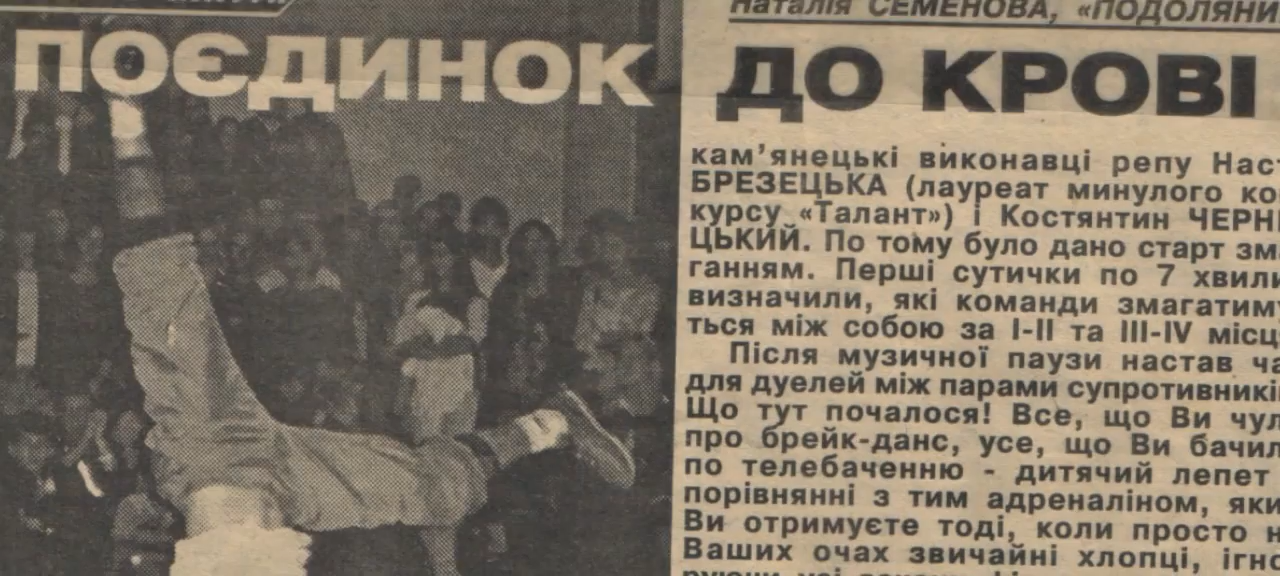 Наталія СЕМЕНОВА, «ПОДОЛЯНИ
ПОЄДИНОК ДО КРОВІ
кам’янецькі виконавці репу Наст
БРЕЗЕЦЬКА (лауреат минулого ко
курсу «Талант») і Костянтин ЧЕРНІ
ЦЬКИЙ. По тому було дано старт зма
ганням. Перші сутички по 7 хвили
визначили, які команди змагатиму
ться між собою за І-ІІ та ІІІ-ІV місц
Після музичної паузи настав ча
для дуелей між парами супротивникі
Що тут почалося! Все, що Ви чул
про брейк-данс, усе, що Ви бачил
по телебаченню - дитячий лепет
порівнянні з тим адреналіном, яки
Ви отримуєте тоді, коли просто н
Ваших очах звичайні хлопці, ігно